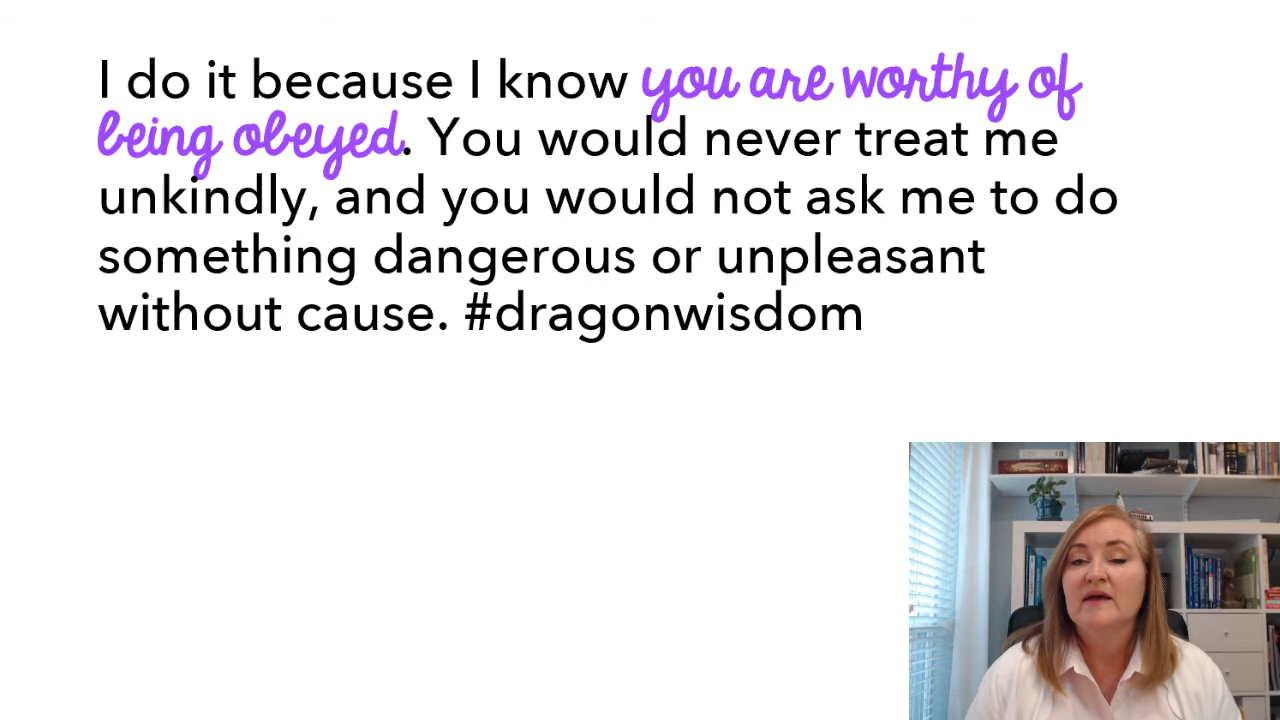 I do it because I know you are worthy of
being obeyed. You would never treat me
unkindly, and you would not ask me to do
something dangerous or unpleasant
without cause. #dragonwisdom